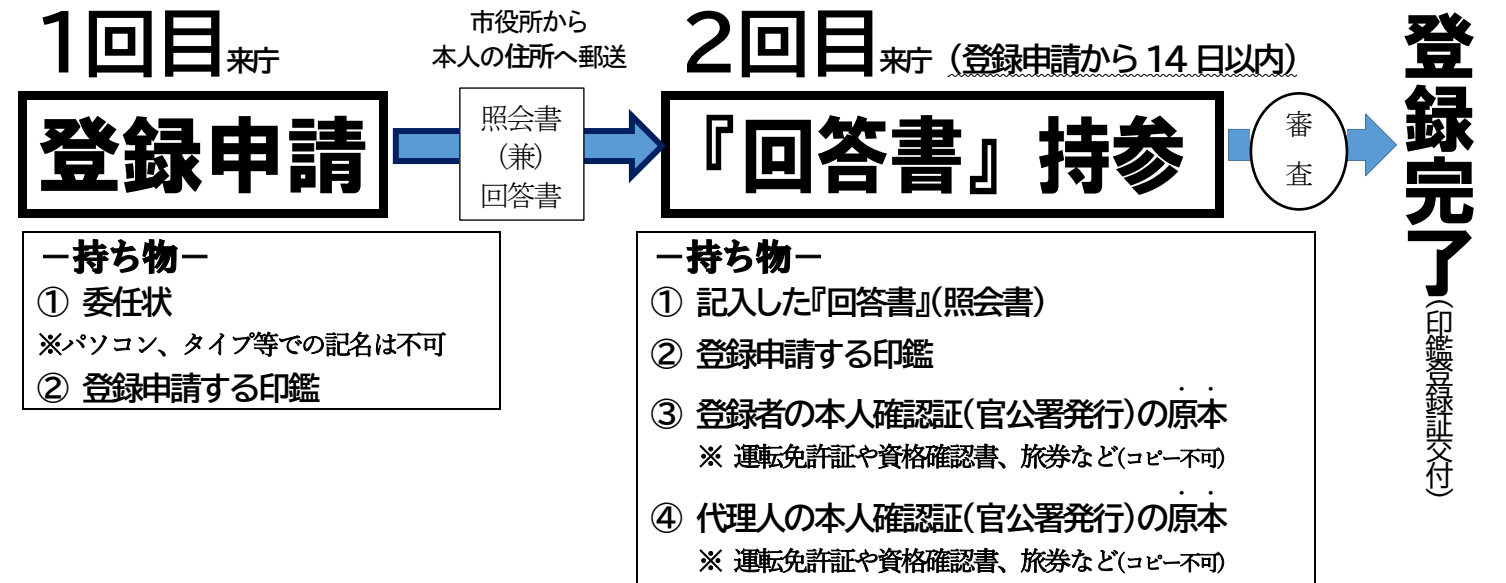 1回目来庁
市役所から
本人の住所へ郵送
2回目来庁 (登録申請から 14 日以内)
登録申請
照会書
(兼)
回答書
『回答書』持参
審
査
登録完了(印鑑登録証交付)
－持ち物－
① 委任状
※パソコン、タイプ等での記名は不可
② 登録申請する印鑑
－持ち物－
① 記入した『回答書』(照会書)
② 登録申請する印鑑
③ 登録者の本人確認証(官公署発行)の原本
※ 運転免許証や資格確認書、旅券など(コピー不可)
④ 代理人の本人確認証(官公署発行)の原本
※ 運転免許証や資格確認書、旅券など(コピー不可)